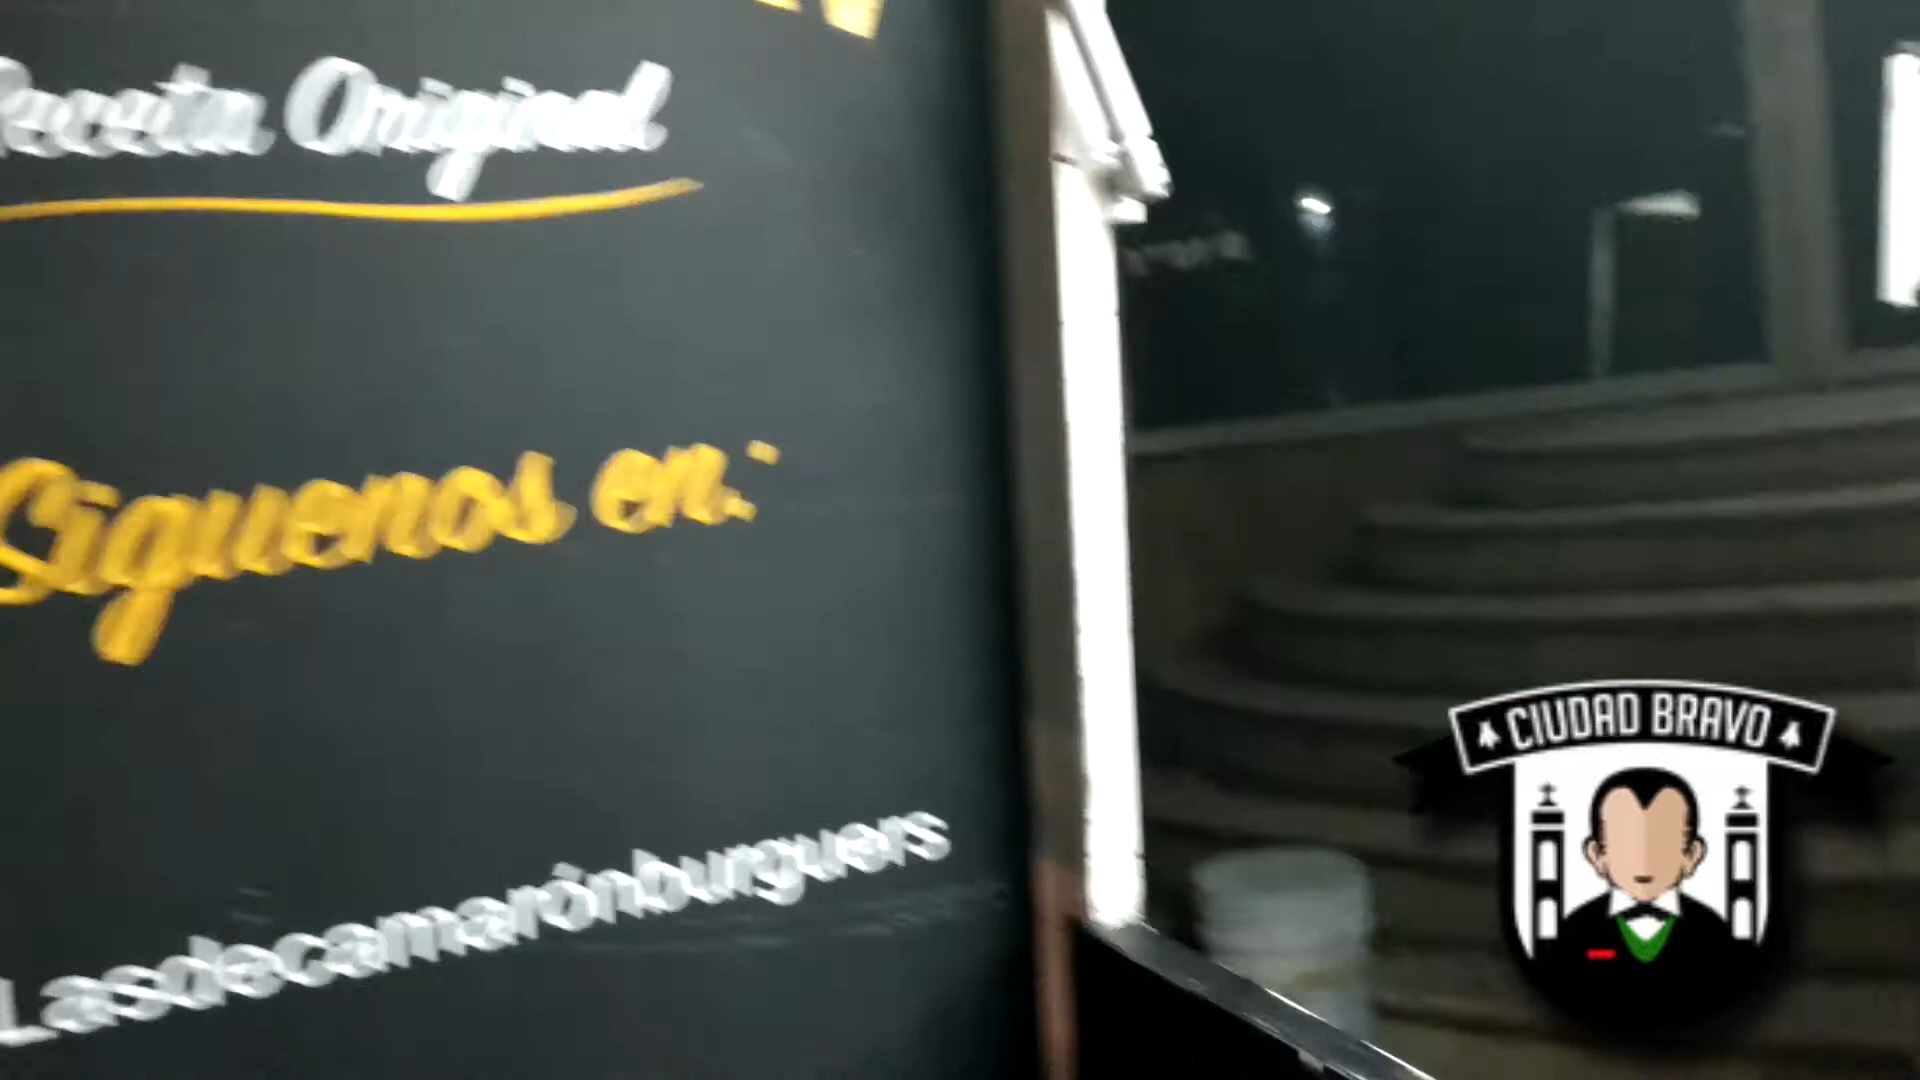 Receta Original
Síguenos en:
Lasdecamarónburguers
CIUDAD BRAVO